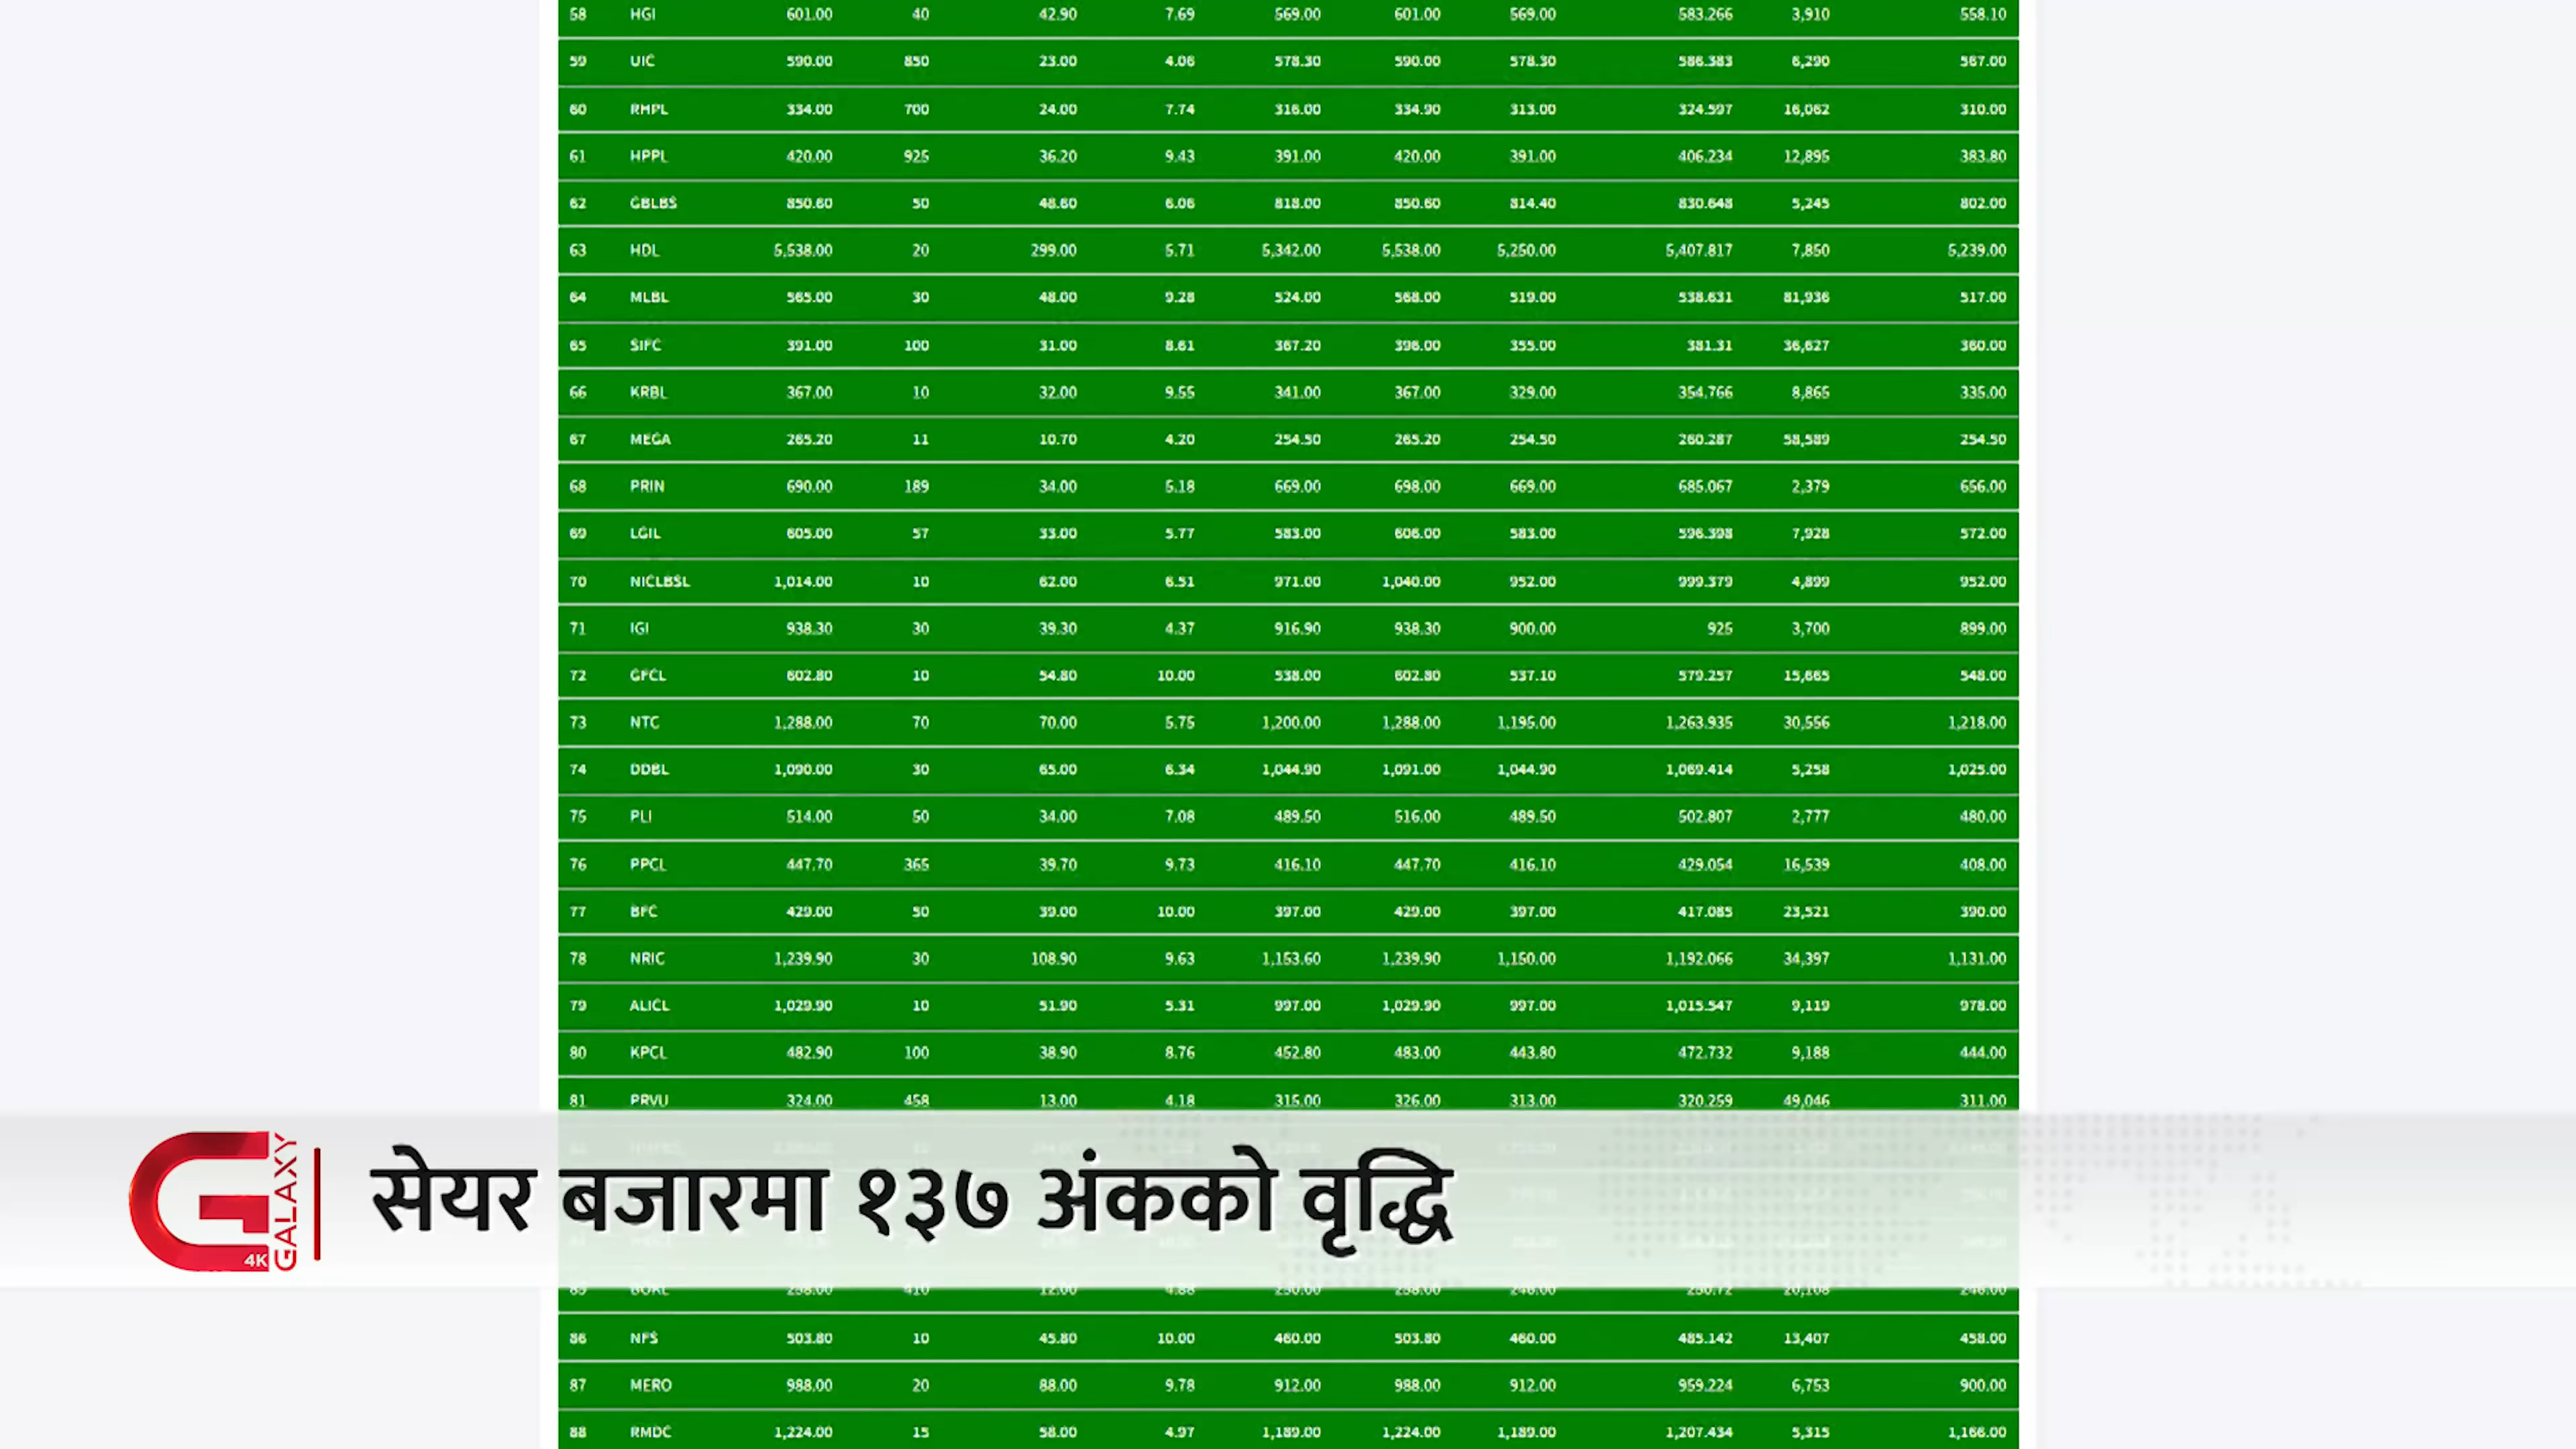 58 HGI 601.00 40 42.90 7.69 569.00 601.00 569.00 583.266 3,910 558.10
59 UIC 590.00 850 23.00 4.06 578.30 590.00 578.30 586.383 6,290 567.00
60 RHPL 334.00 700 24.00 7.74 316.00 334.90 313.00 324.597 16,062 310.00
61 HPPL 420.00 925 36.20 9.43 391.00 420.00 391.00 406.234 12,895 383.80
62 GBLBS 850.60 50 48.60 6.06 818.00 850.60 814.40 830.648 5,245 802.00
63 HDL 5,538.00 20 299.00 5.71 5,342.00 5,538.00 5,250.00 5,407.817 7,850 5,239.00
64 MLBL 565.00 30 48.00 9.28 524.00 568.00 519.00 538.631 81,936 517.00
65 SIFC 391.00 100 31.00 8.61 367.20 396.00 355.00 381.31 36,627 360.00
66 KRBL 367.00 10 32.00 9.55 341.00 367.00 329.00 354.766 8,865 335.00
67 MEGA 265.20 11 10.70 4.20 254.50 265.20 254.50 260.287 58,589 254.50
68 PRIN 690.00 189 34.00 5.18 669.00 698.00 669.00 685.067 2,379 656.00
69 LGIL 605.00 57 33.00 5.77 583.00 606.00 583.00 596.398 7,928 572.00
70 NICLBSL 1,014.00 10 62.00 6.51 971.00 1,040.00 952.00 999.379 4,899 952.00
71 IGI 938.30 30 39.30 4.37 916.90 938.30 900.00 925 3,700 899.00
72 GFCL 602.80 10 54.80 10.00 538.00 602.80 537.10 579.257 15,665 548.00
73 NTC 1,288.00 70 70.00 5.75 1,200.00 1,288.00 1,195.00 1,263.935 30,556 1,218.00
74 DDBL 1,090.00 30 65.00 6.34 1,044.90 1,091.00 1,044.90 1,069.414 5,258 1,025.00
75 PLI 514.00 50 34.00 7.08 489.50 516.00 489.50 502.807 2,777 480.00
76 PPCL 447.70 365 39.70 9.73 416.10 447.70 416.10 429.054 16,539 408.00
77 BFC 429.00 50 39.00 10.00 397.00 429.00 397.00 417.085 23,521 390.00
78 NRIC 1,239.90 30 108.90 9.63 1,153.60 1,239.90 1,150.00 1,192.066 34,397 1,131.00
79 ALICL 1,029.90 10 51.90 5.31 997.00 1,029.90 997.00 1,015.547 9,119 978.00
80 KPCL 482.90 100 38.90 8.76 452.80 483.00 443.80 472.732 9,188 444.00
81 PRVU 324.00 458 13.00 4.18 315.00 326.00 313.00 320.259 49,046 311.00
GALAXY 4K
सेयर बजारमा १३७ अंकको वृद्धि
86 NFS 503.80 10 45.80 10.00 460.00 503.80 460.00 485.142 13,407 458.00
87 MERO 988.00 20 88.00 9.78 912.00 988.00 912.00 959.224 6,753 900.00
88 RMDC 1,224.00 15 58.00 4.97 1,189.00 1,224.00 1,189.00 1,207.434 5,315 1,166.00